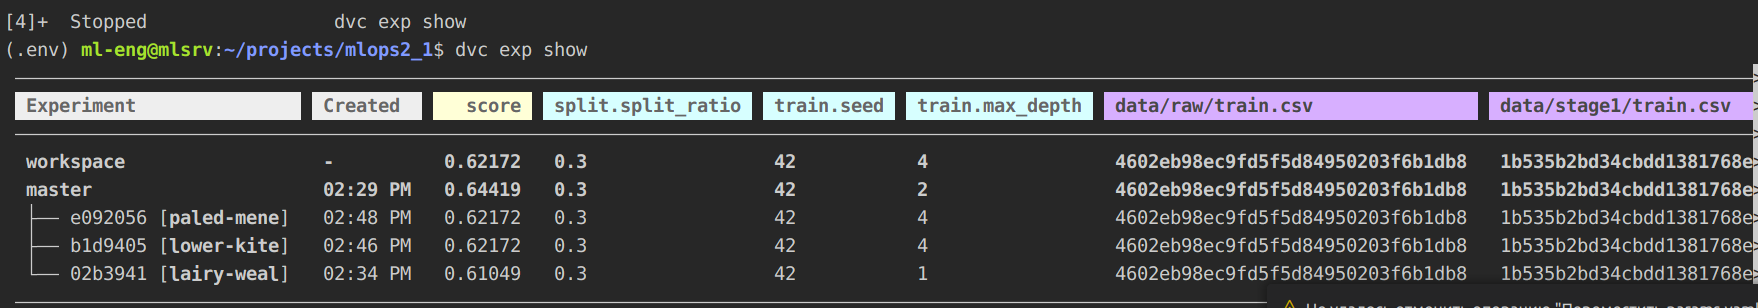 [4]+  Stopped                 dvc exp show
(.env) ml-eng@mlsrv:~/projects/mlops2_1$ dvc exp show
Experiment Created score split.split_ratio train.seed train.max_depth data/raw/train.csv data/stage1/train.csv >
workspace - 0.62172 0.3 42 4 4602eb98ec9fd5f5d84950203f6b1db8 1b535b2bd34cbdd1381768e>
master 02:29 PM 0.64419 0.3 42 2 4602eb98ec9fd5f5d84950203f6b1db8 1b535b2bd34cbdd1381768e>
├── e092056 [paled-mene] 02:48 PM 0.62172 0.3 42 4 4602eb98ec9fd5f5d84950203f6b1db8 1b535b2bd34cbdd1381768e>
├── b1d9405 [lower-kite] 02:46 PM 0.62172 0.3 42 4 4602eb98ec9fd5f5d84950203f6b1db8 1b535b2bd34cbdd1381768e>
└── 02b3941 [lairy-weal] 02:34 PM 0.61049 0.3 42 1 4602eb98ec9fd5f5d84950203f6b1db8 1b535b2bd34cbdd1381768e>